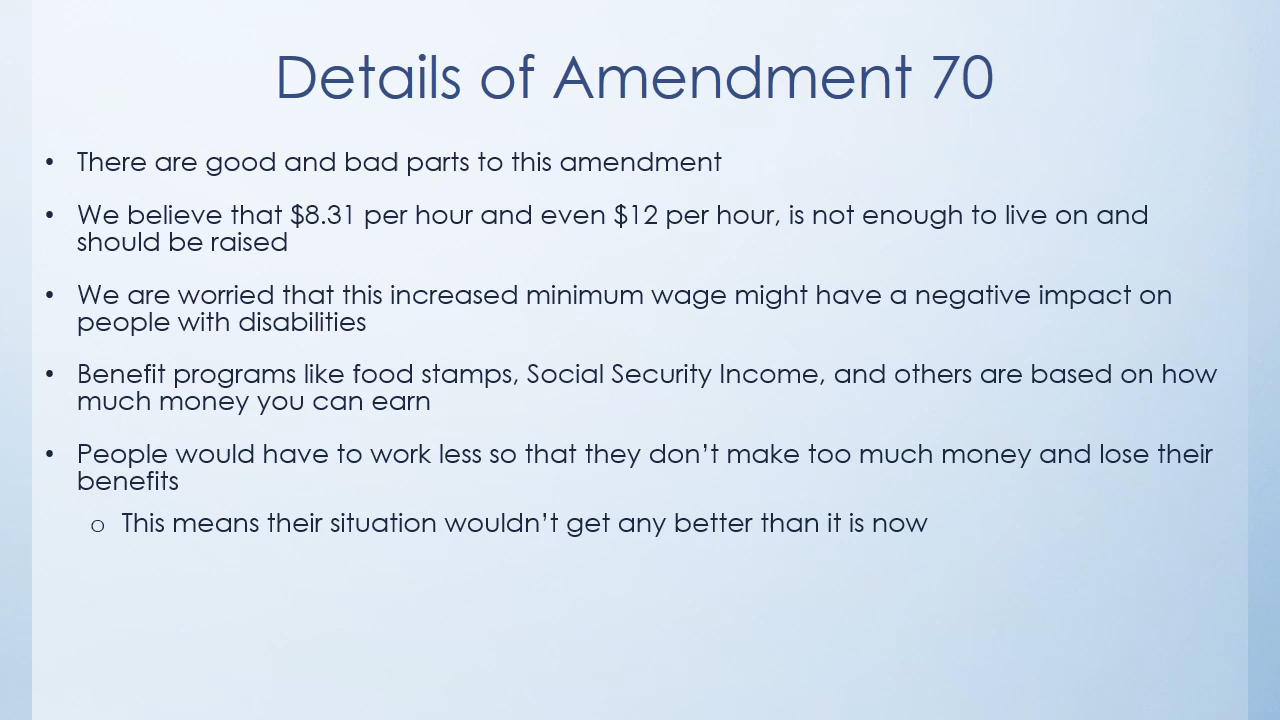 Details of Amendment 70
• There are good and bad parts to this amendment
• We believe that $8.31 per hour and even $12 per hour, is not enough to live on and
should be raised
• We are worried that this increased minimum wage might have a negative impact on
people with disabilities
• Benefit programs like food stamps, Social Security Income, and others are based on how
much money you can earn
• People would have to work less so that they don’t make too much money and lose their
benefits
o This means their situation wouldn’t get any better than it is now